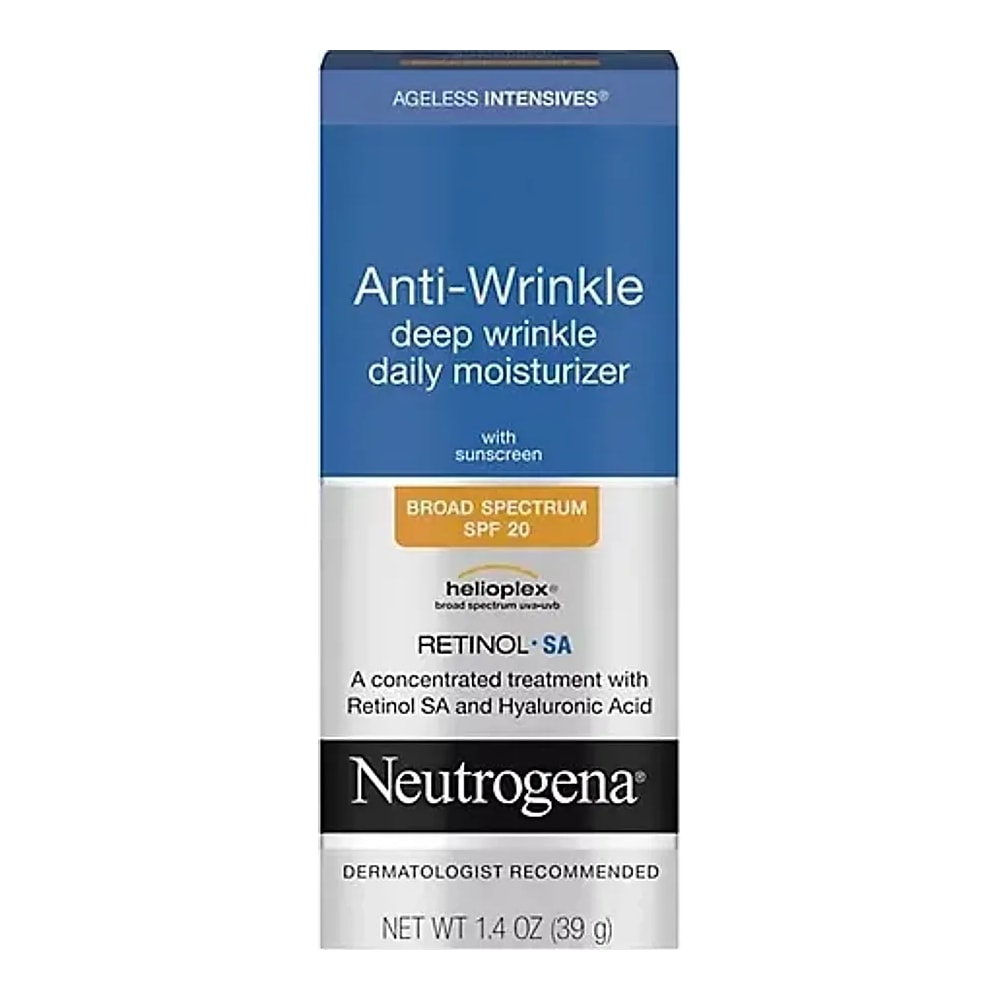 AGELESS INTENSIVES®
Anti-Wrinkle
deep wrinkle
daily moisturizer
with
sunscreen
BROAD SPECTRUM
SPF 20
helioplex®
broad spectrum uva•uvb
RETINOL • SA
A concentrated treatment with
Retinol SA and Hyaluronic Acid
Neutrogena®
DERMATOLOGIST RECOMMENDED
NET WT 1.4 OZ (39 g)